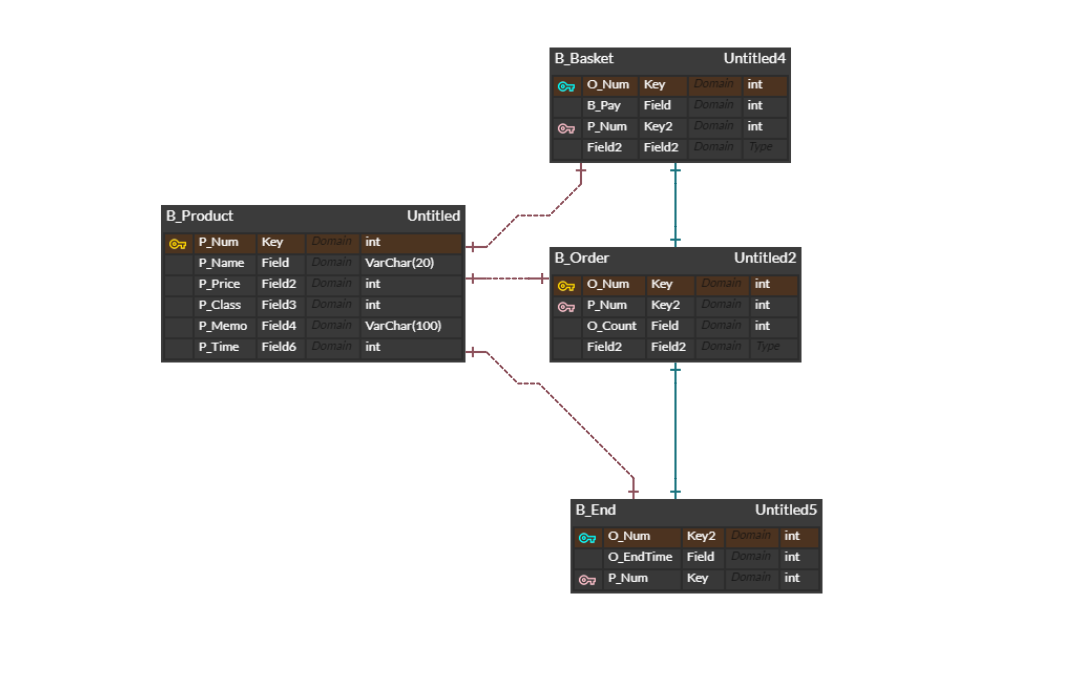 B_Basket Untitled4
O_Num Key Domain int
B_Pay Field Domain int
P_Num Key2 Domain int
Field2 Field2 Domain Type
B_Product Untitled
P_Num Key Domain int
P_Name Field Domain VarChar(20)
P_Price Field2 Domain int
P_Class Field3 Domain int
P_Memo Field4 Domain VarChar(100)
P_Time Field6 Domain int
B_Order Untitled2
O_Num Key Domain int
P_Num Key2 Domain int
O_Count Field Domain int
Field2 Field2 Domain Type
B_End Untitled5
O_Num Key2 Domain int
O_EndTime Field Domain int
P_Num Key Domain int